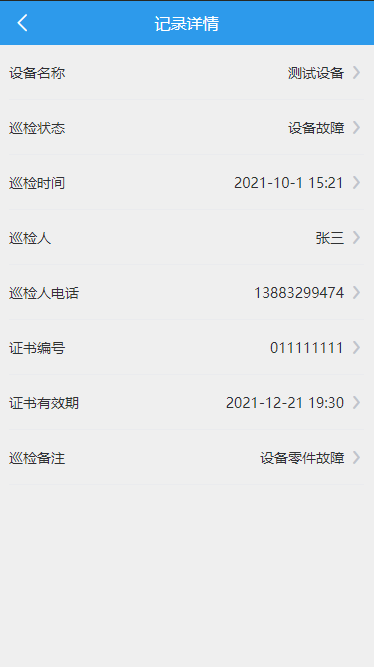 记录详情
设备名称 测试设备
巡检状态 设备故障
巡检时间 2021-10-1 15:21
巡检人 张三
巡检人电话 13883299474
证书编号 011111111
证书有效期 2021-12-21 19:30
巡检备注 设备零件故障